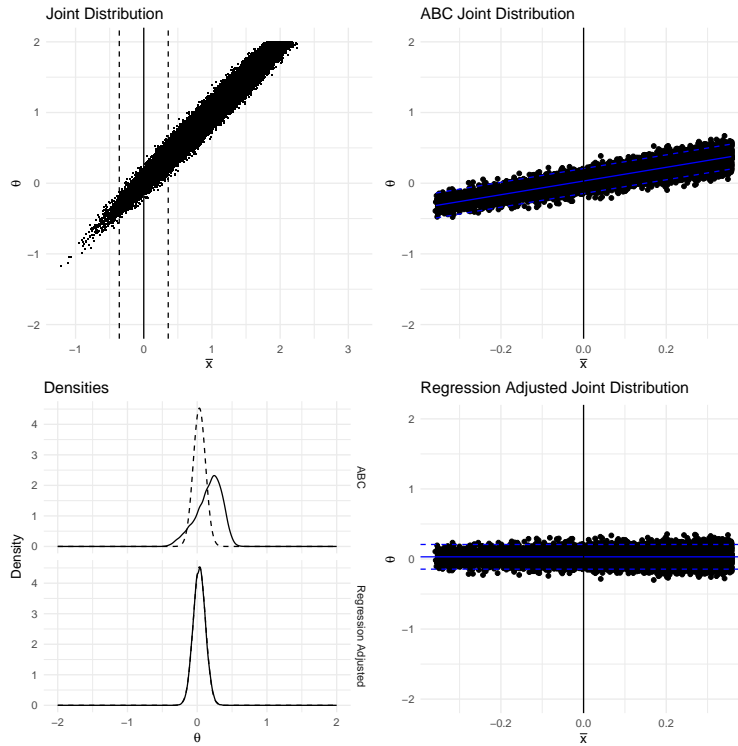 Joint Distribution
2
1
0
−1
−2
θ
−1
0
1
2
3
x̅
ABC Joint Distribution
2
1
0
−1
−2
θ
−0.2
0.0
0.2
x̅
Densities
4
3
2
1
0
ABC
4
3
2
1
0
Regression Adjusted
Density
−2
−1
0
1
2
θ
Regression Adjusted Joint Distribution
2
1
0
−1
−2
θ
−0.2
0.0
0.2
x̅